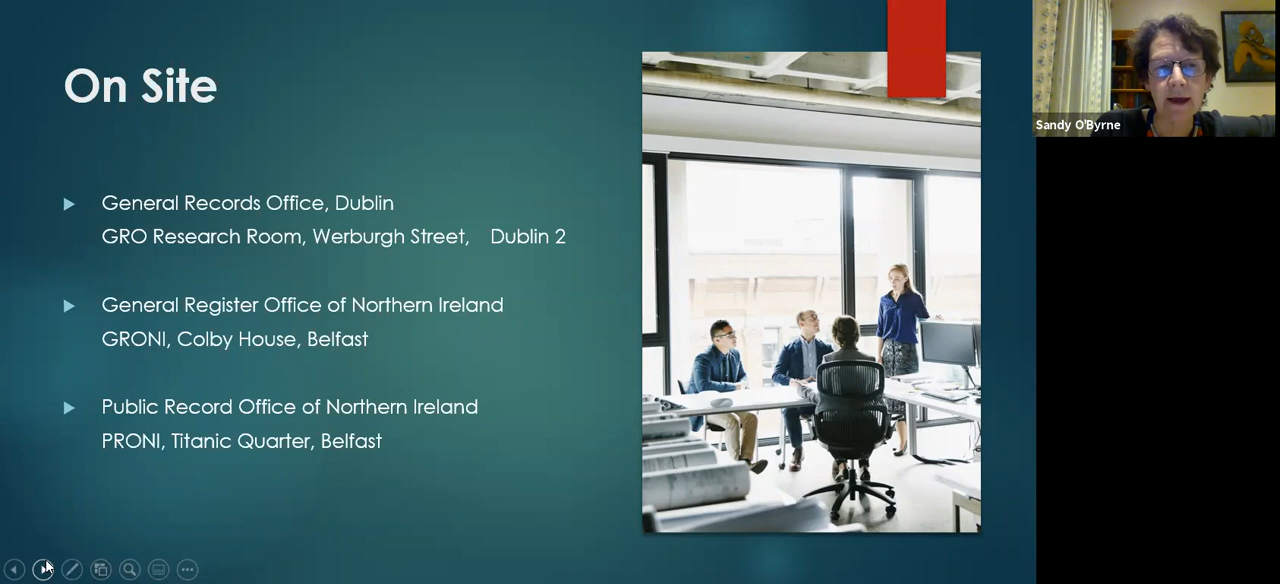 On Site
General Records Office, Dublin
GRO Research Room, Werburgh Street, Dublin 2
General Register Office of Northern Ireland
GRONI, Colby House, Belfast
Public Record Office of Northern Ireland
PRONI, Titanic Quarter, Belfast
Sandy O'Byrne